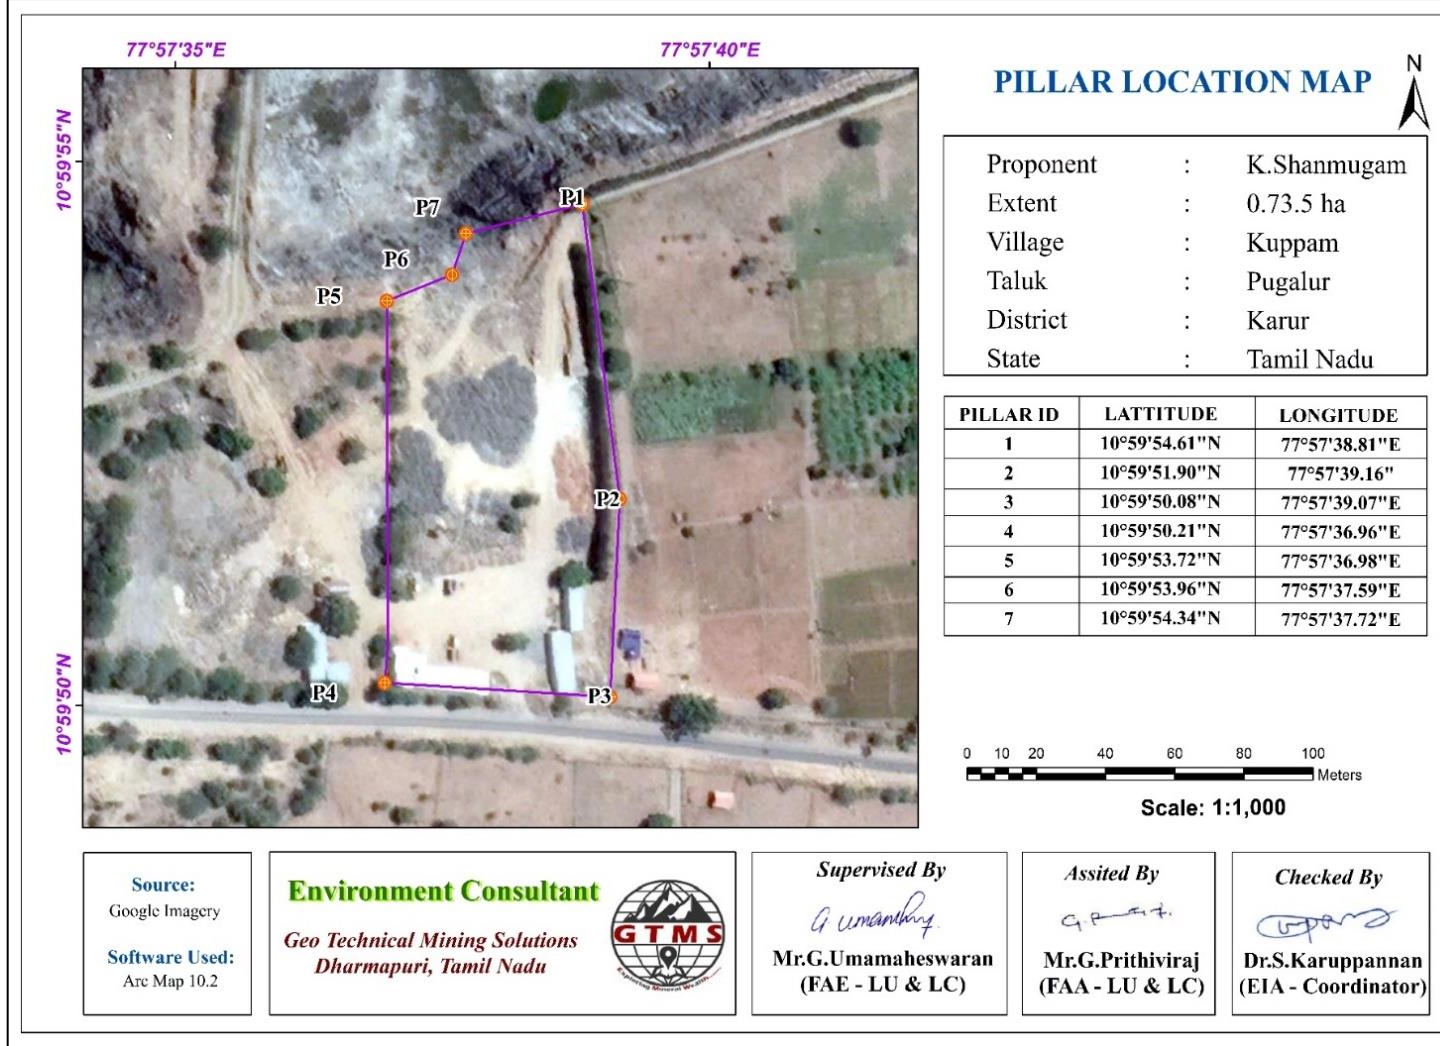 77°57'35"E
77°57'40"E
10°59'55"N
10°59'50"N
P1
P7
P6
P5
P2
P4
P3
N
PILLAR LOCATION MAP
Proponent : K.Shanmugam
Extent : 0.73.5 ha
Village : Kuppam
Taluk : Pugalur
District : Karur
State : Tamil Nadu
PILLAR ID LATTITUDE LONGITUDE
1 10°59'54.61"N 77°57'38.81"E
2 10°59'51.90"N 77°57'39.16"
3 10°59'50.08"N 77°57'39.07"E
4 10°59'50.21"N 77°57'36.96"E
5 10°59'53.72"N 77°57'36.98"E
6 10°59'53.96"N 77°57'37.59"E
7 10°59'54.34"N 77°57'37.72"E
0 10 20 40 60 80 100
Meters
Scale: 1:1,000
Source:
Google Imagery
Software Used:
Arc Map 10.2
Environment Consultant
Geo Technical Mining Solutions
Dharmapuri, Tamil Nadu
GTMS
Exploring Mineral Wealth
Supervised By
Mr.G.Umamaheswaran
(FAE - LU & LC)
Assited By
Mr.G.Prithiviraj
(FAA - LU & LC)
Checked By
Dr.S.Karuppannan
(EIA - Coordinator)